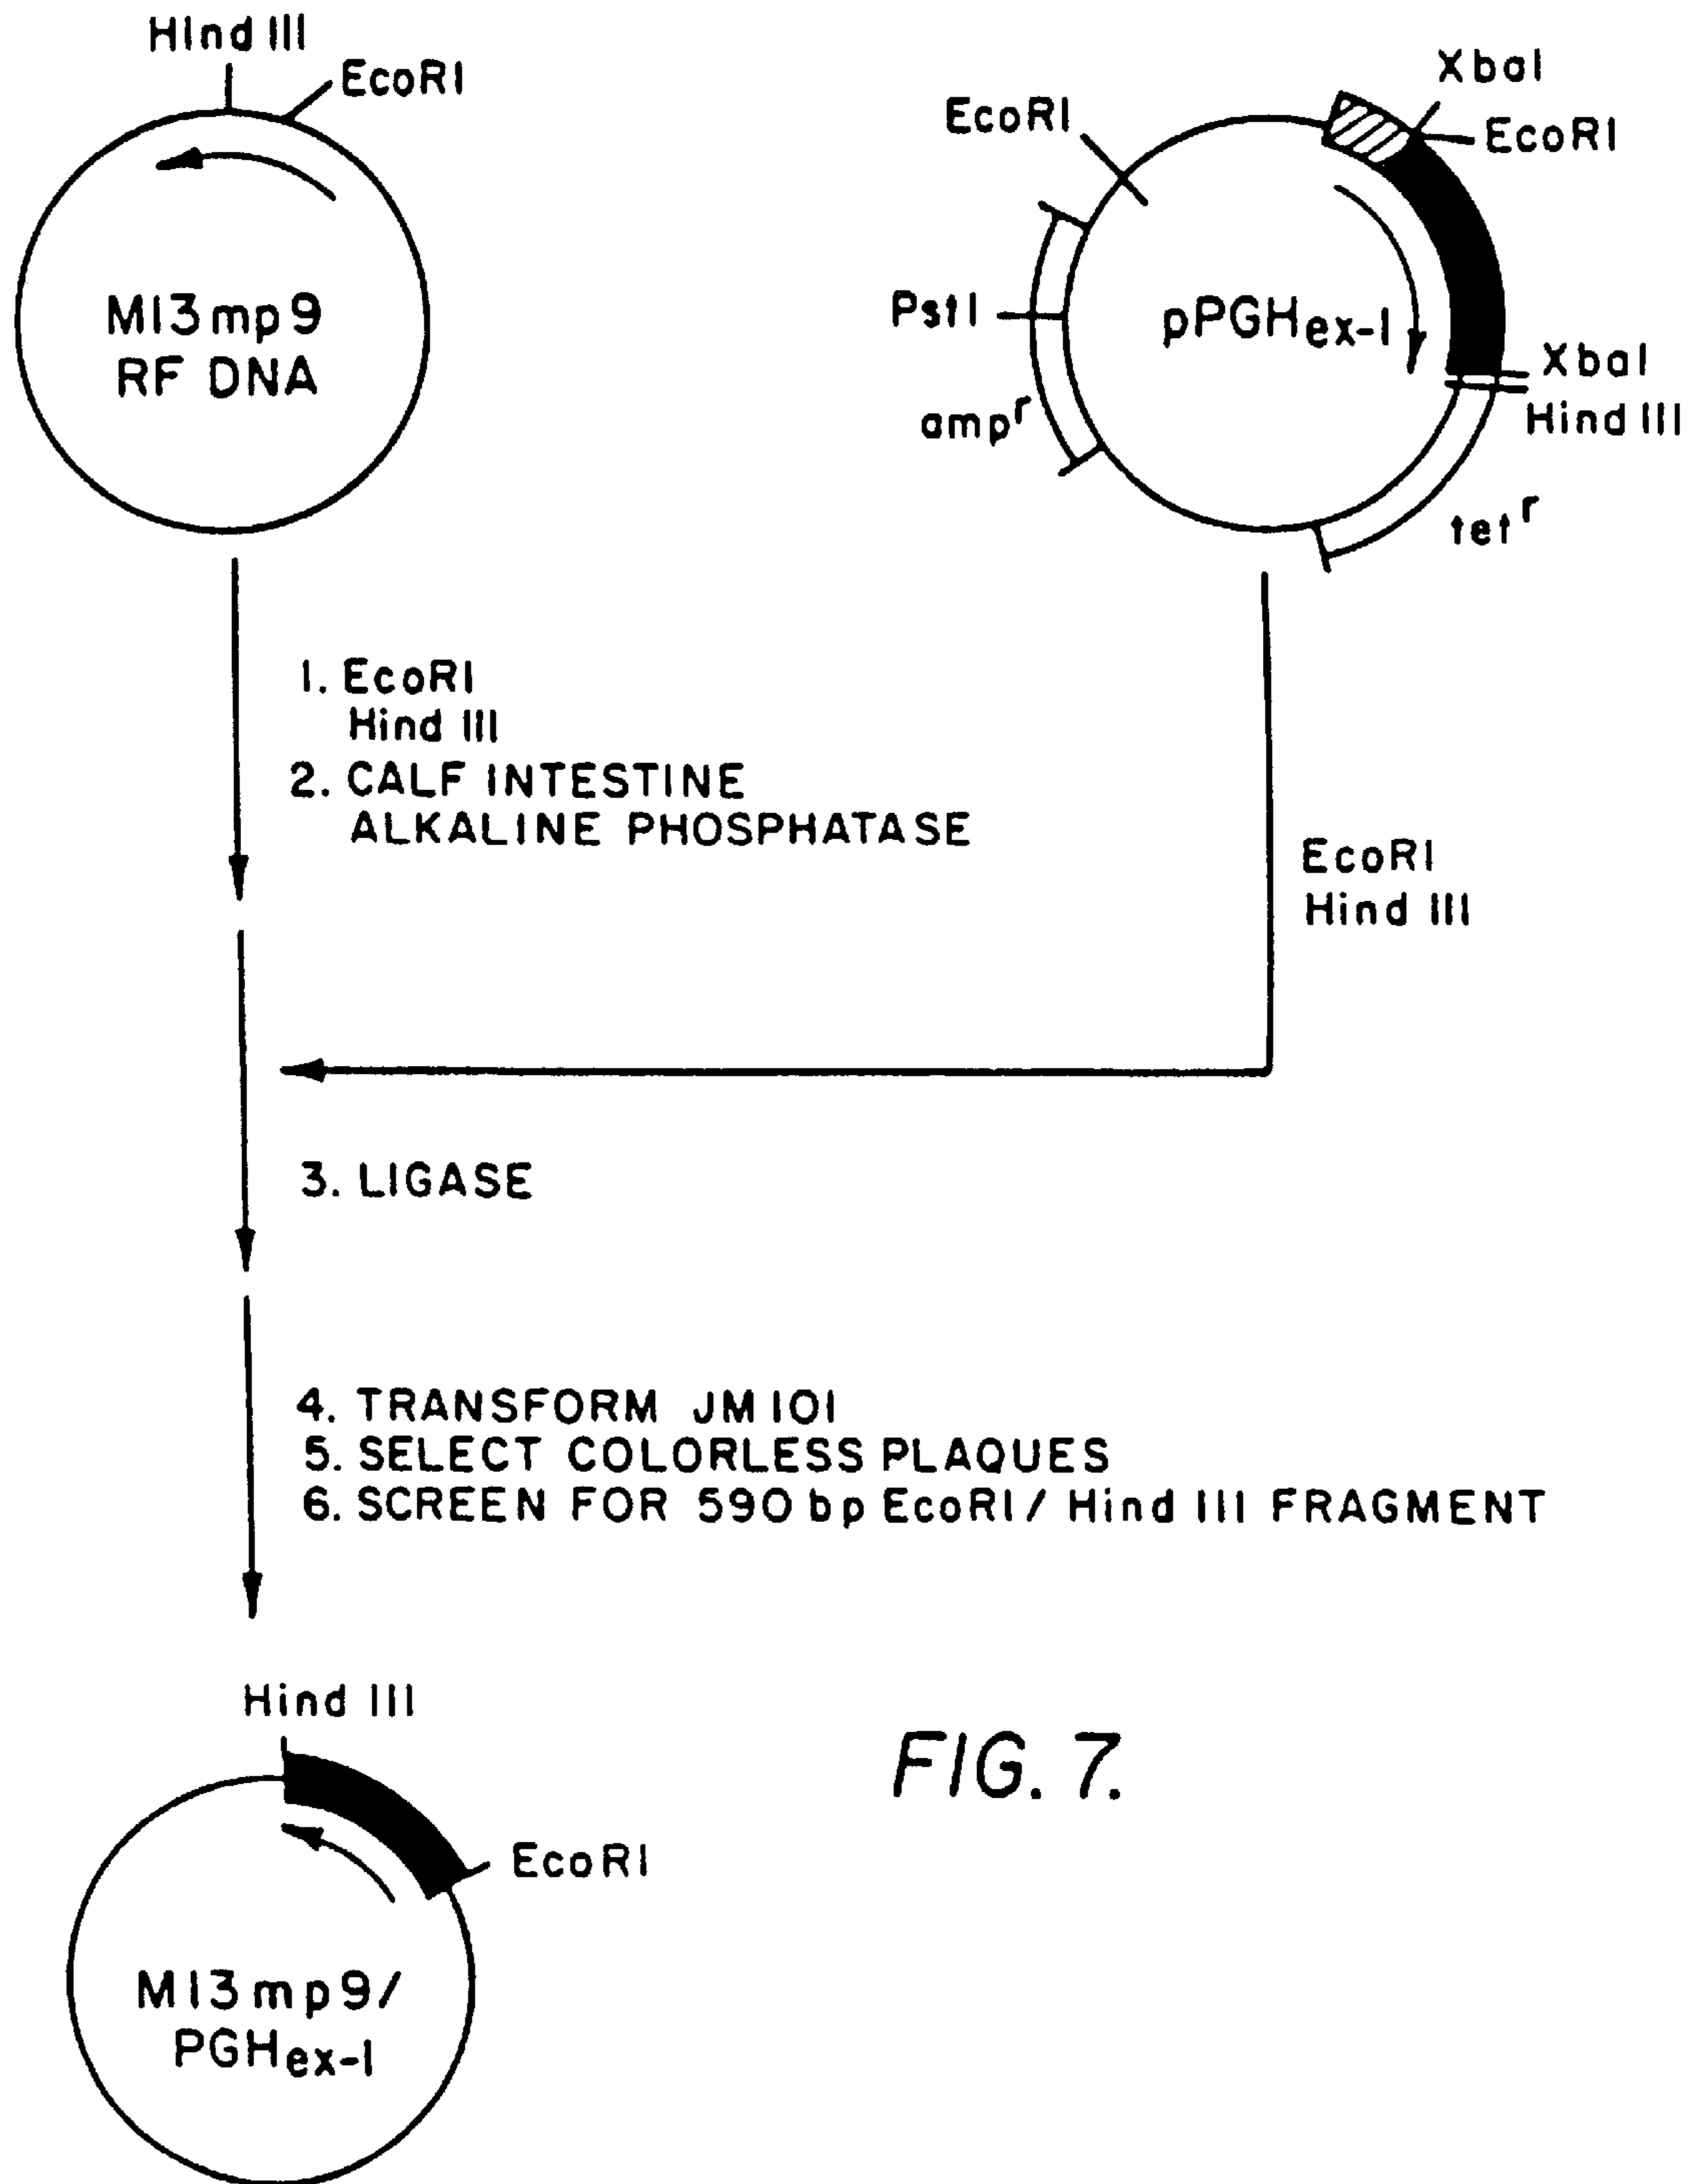 Hind III
EcoRI
M13mp9
RF DNA
XbaI
EcoRI
EcoRI
PstI
pPGHex-1
XbaI
Hind III
ampr
tetr
1. EcoRI
Hind III
2. CALF INTESTINE
ALKALINE PHOSPHATASE
EcoRI
Hind III
3. LIGASE
4. TRANSFORM JM101
5. SELECT COLORLESS PLAQUES
6. SCREEN FOR 590 bp EcoRI/ Hind III FRAGMENT
Hind III
EcoRI
M13mp9/
PGHex-1
FIG. 7.